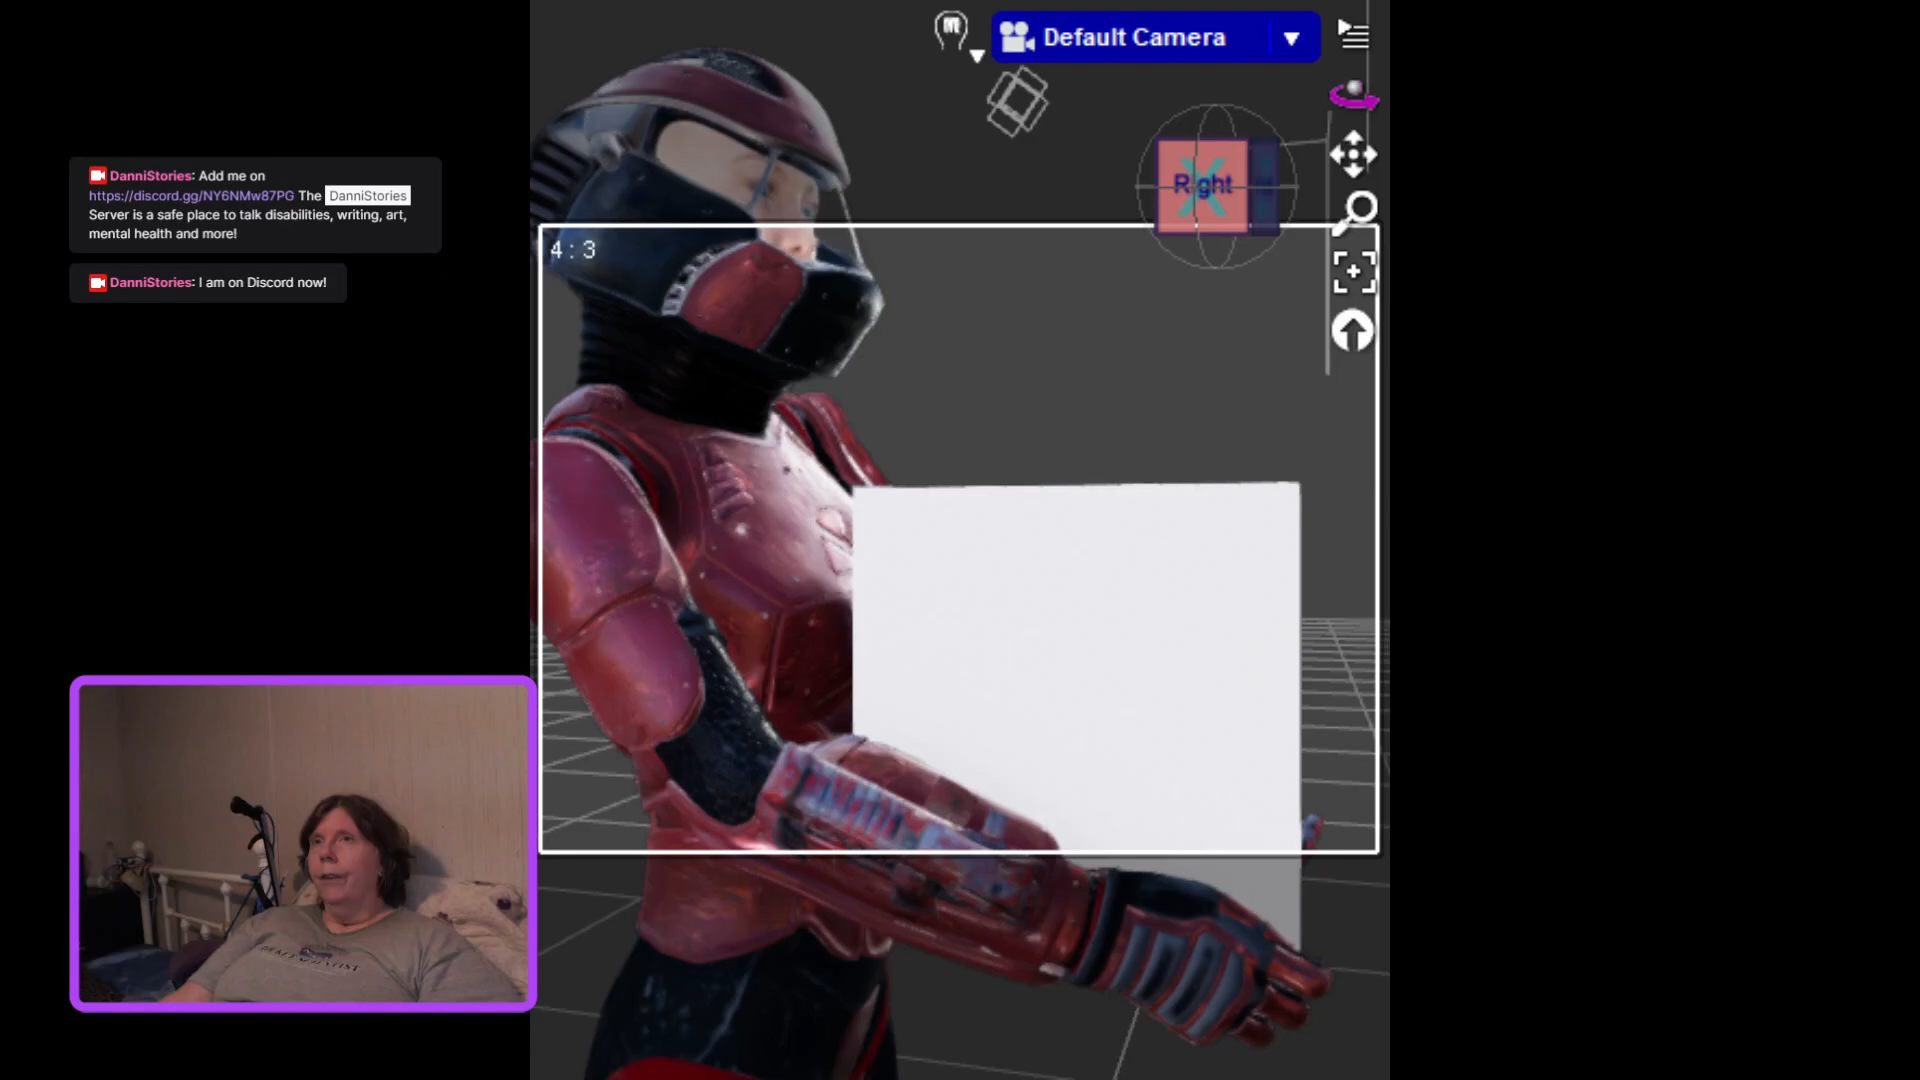 DanniStories: Add me on
https://discord.gg/NY6NMw87PG The DanniStories
Server is a safe place to talk disabilities, writing, art,
mental health and more!
DanniStories: I am on Discord now!
Default Camera
Right
4:3